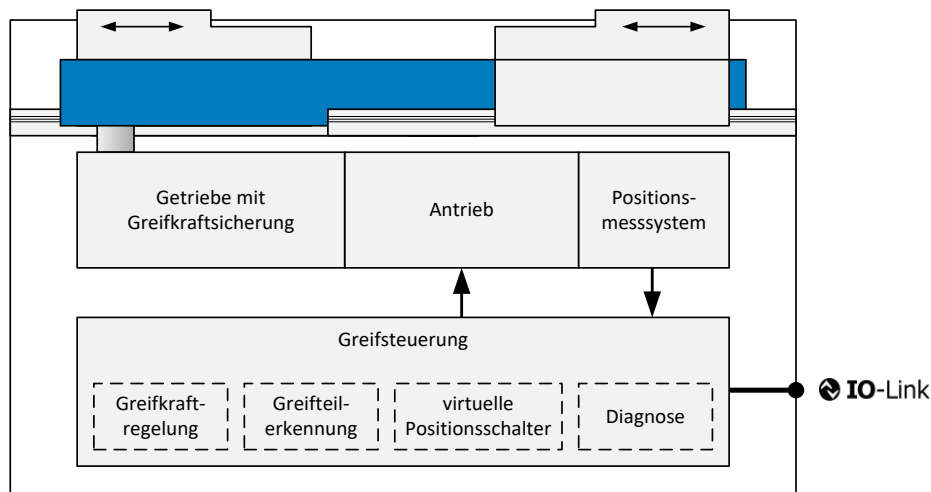 Getriebe mit
Greifkraftsicherung
Antrieb
Positions-
messsystem
Greifsteuerung
Greifkraft-
regelung
Greifteil-
erkennung
virtuelle
Positionsschalter
Diagnose
IO-Link